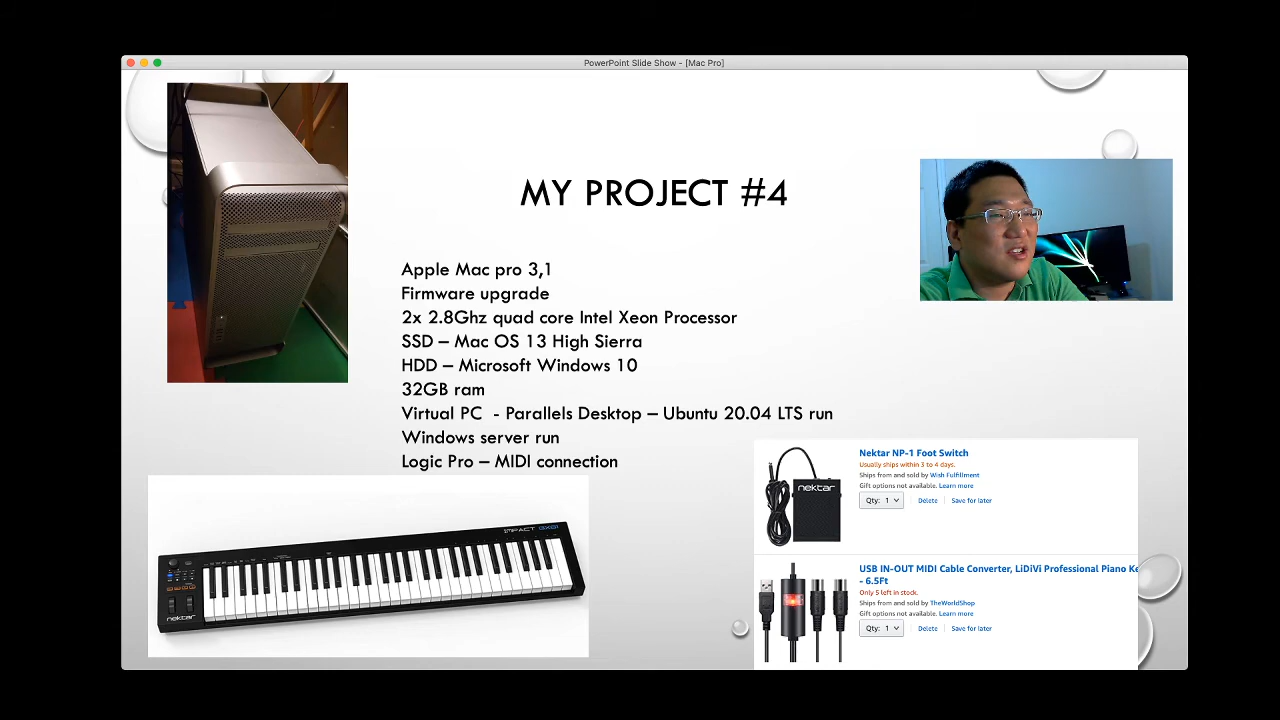 PowerPoint Slide Show - [Mac Pro]
MY PROJECT #4
Apple Mac pro 3,1
Firmware upgrade
2x 2.8Ghz quad core Intel Xeon Processor
SSD – Mac OS 13 High Sierra
HDD – Microsoft Windows 10
32GB ram
Virtual PC  - Parallels Desktop – Ubuntu 20.04 LTS run
Windows server run
Logic Pro – MIDI connection
IMPACT GX61
nektar
nektar
Nektar NP-1 Foot Switch
Usually ships within 3 to 4 days.
Ships from and sold by Wish Fulfillment
Gift options not available. Learn more
Qty: 1 Delete Save for later
USB IN-OUT MIDI Cable Converter, LiDiVi Professional Piano Ke
- 6.5Ft
Only 5 left in stock.
Ships from and sold by TheWorldShop
Gift options not available. Learn more
Qty: 1 Delete Save for later